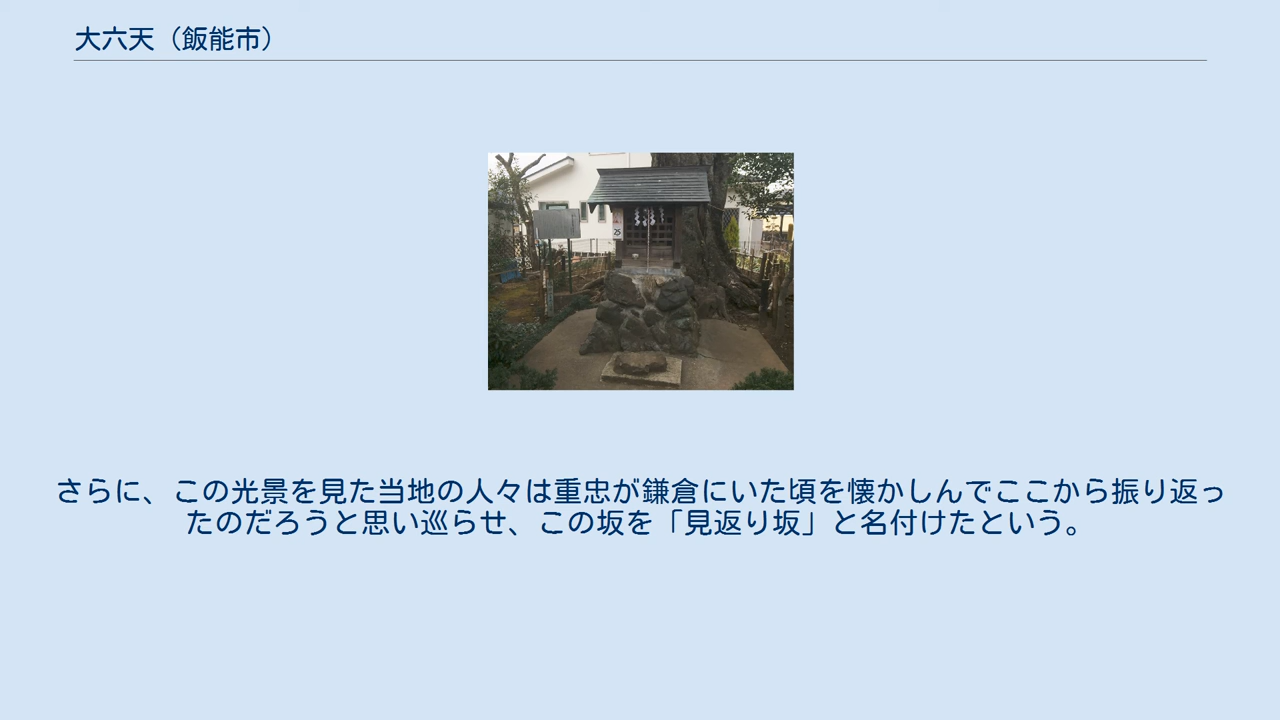 大六天（飯能市）
25
さらに、この光景を見た当地の人々は重忠が鎌倉にいた頃を懐かしんでここから振り返っ
たのだろうと思い巡らせ、この坂を「見返り坂」と名付けたという。